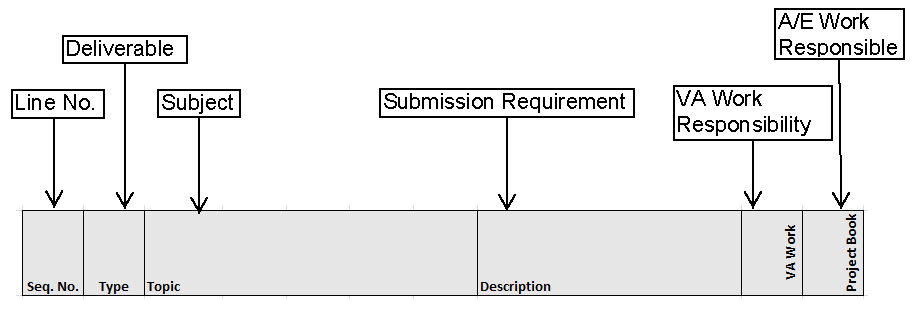 A/E Work
Responsible
Deliverable
Line No.
Subject
Submission Requirement
VA Work
Responsibility
Seq. No.
Type
Topic
Description
VA Work
Project Book